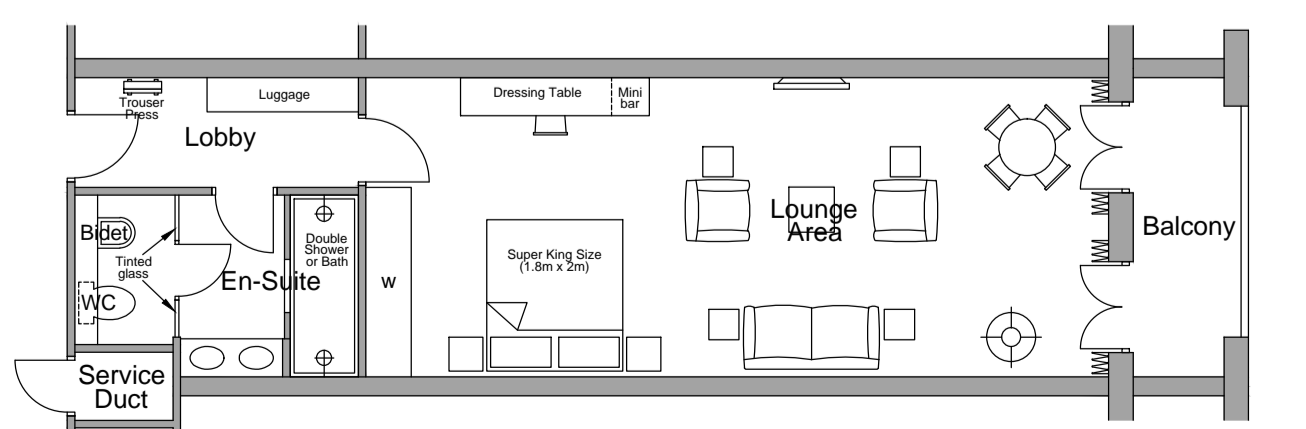 Trouser
Press
Luggage
Dressing Table
Mini
bar
Lobby
Bidet
Tinted
glass
Double
Shower
or Bath
En-Suite
WC
W
Super King Size
(1.8m x 2m)
Lounge
Area
Balcony
Service
Duct